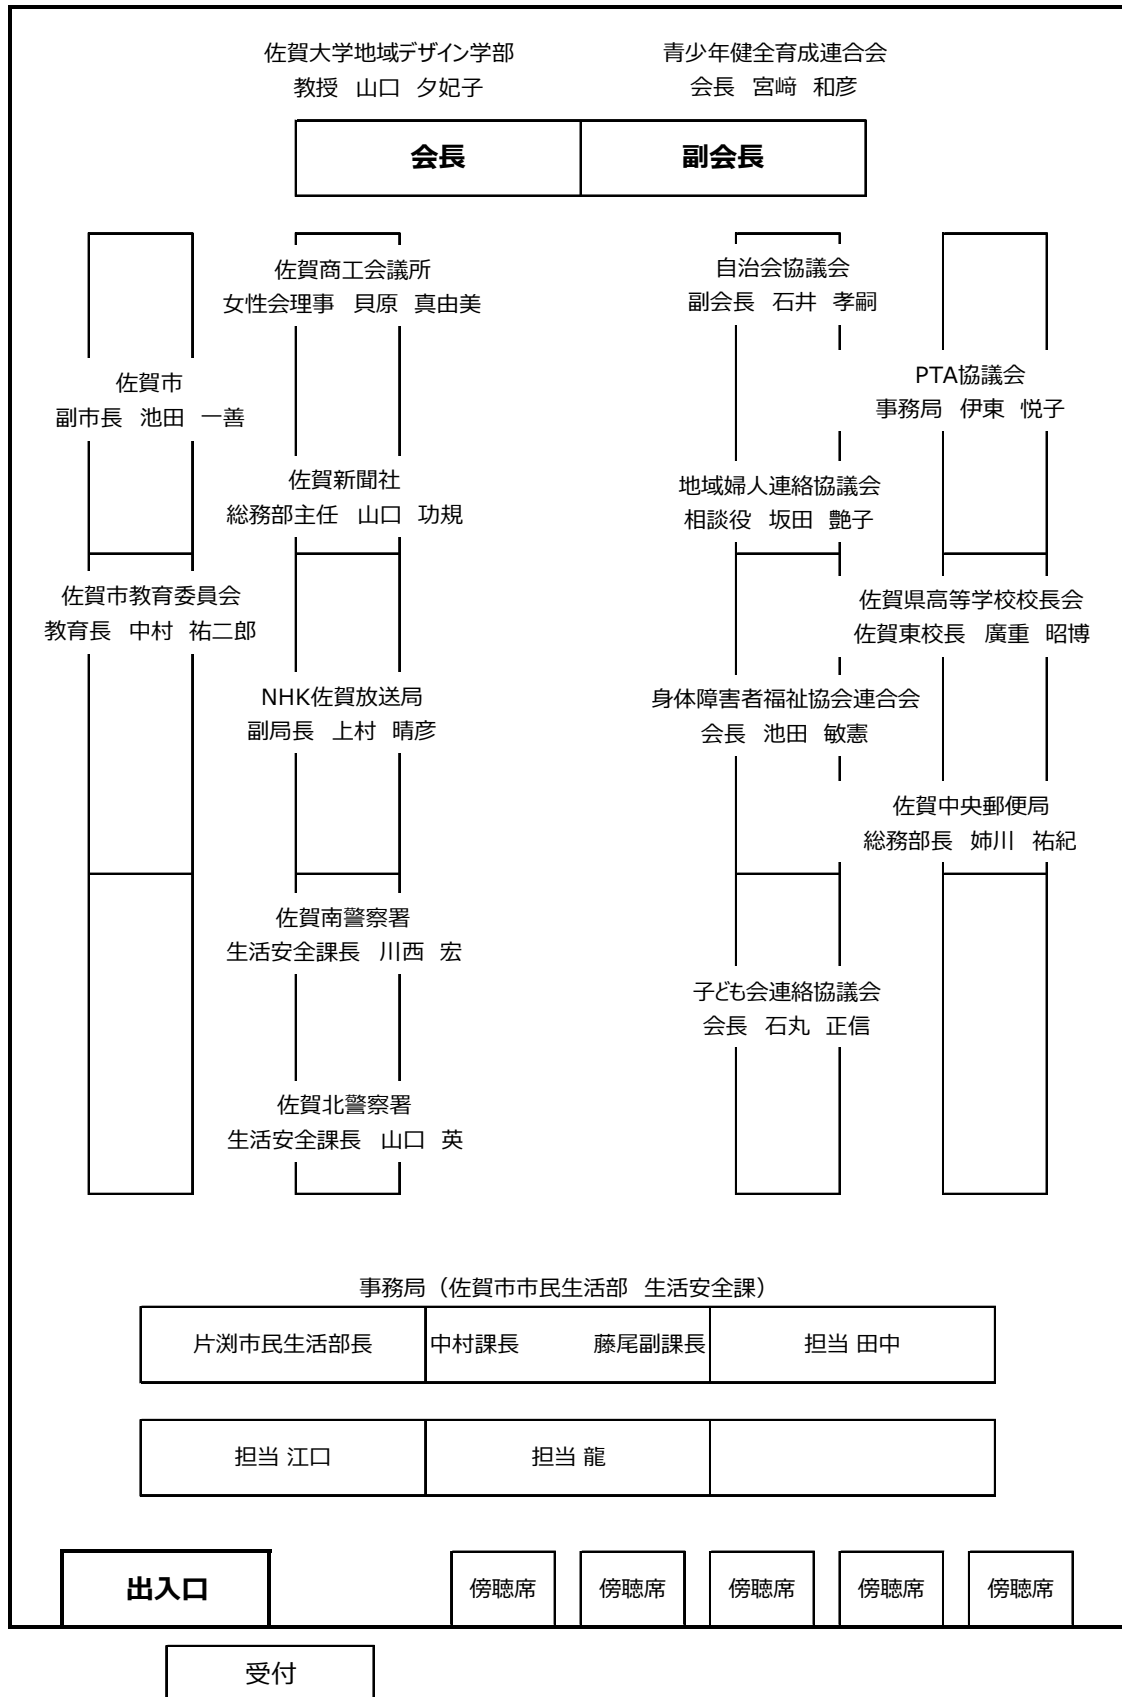 佐賀大学地域デザイン学部
教授 山口 夕妃子
青少年健全育成連合会
会長 宮﨑 和彦
会長
副会長
佐賀商工会議所
女性会理事 貝原 真由美
自治会協議会
副会長 石井 孝嗣
佐賀市
副市長 池田 一善
PTA協議会
事務局 伊東 悦子
佐賀新聞社
総務部主任 山口 功規
地域婦人連絡協議会
相談役 坂田 艶子
佐賀市教育委員会
教育長 中村 祐二郎
佐賀県高等学校校長会
佐賀東校長 廣重 昭博
NHK佐賀放送局
副局長 上村 晴彦
身体障害者福祉協会連合会
会長 池田 敏憲
佐賀中央郵便局
総務部長 姉川 祐紀
佐賀南警察署
生活安全課長 川西 宏
子ども会連絡協議会
会長 石丸 正信
佐賀北警察署
生活安全課長 山口 英
事務局（佐賀市市民生活部 生活安全課）
片渕市民生活部長
中村課長
藤尾副課長
担当 田中
担当 江口
担当 龍
出入口
傍聴席
傍聴席
傍聴席
傍聴席
傍聴席
受付